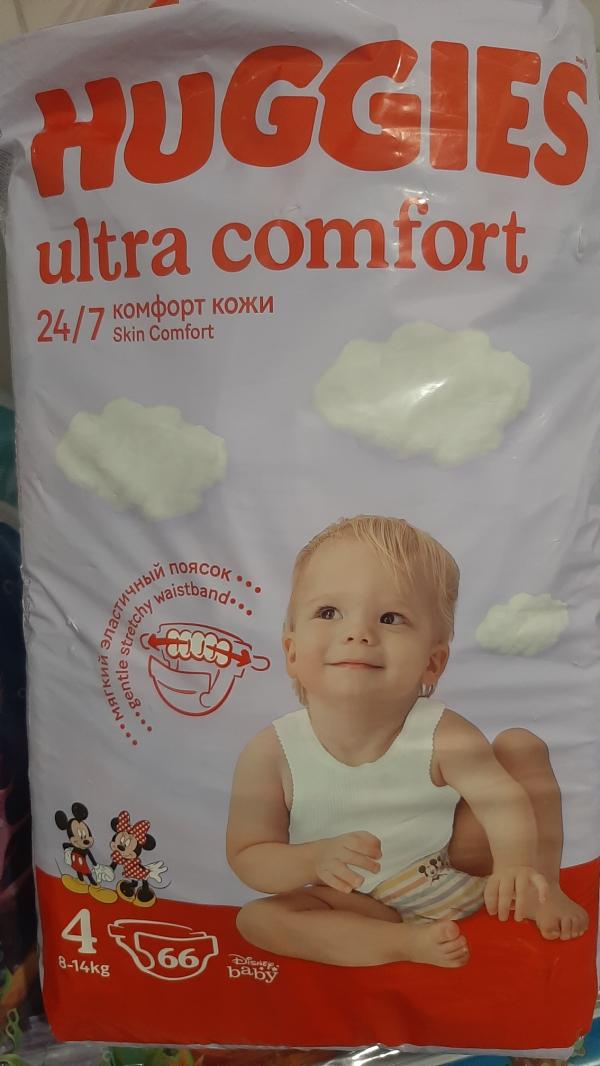 HUGGIES
ultra comfort
24/7 комфорт кожи
Skin Comfort
мягкий эластичный поясок
gentle stretchy waistband
4
8-14kg
66
Disney
baby